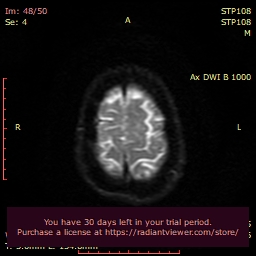 Im: 48/50
Se: 4
A
STP108
STP108
M
Ax DWI B 1000
R
L
You have 30 days left in your trial period.
Purchase a license at https://radiantviewer.com/store/